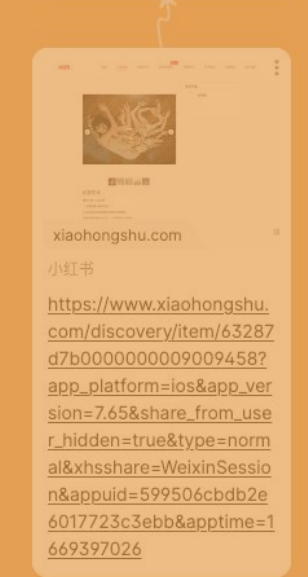 xiaohongshu.com
小红书
https://www.xiaohongshu.
com/discovery/item/63287
d7b0000000009009458?
app_platform=ios&app_ver
sion=7.65&share_from_use
r_hidden=true&type=norm
al&xhsshare=WeixinSessio
n&appuid=599506cbdb2e
6017723c3ebb&apptime=1
669397026